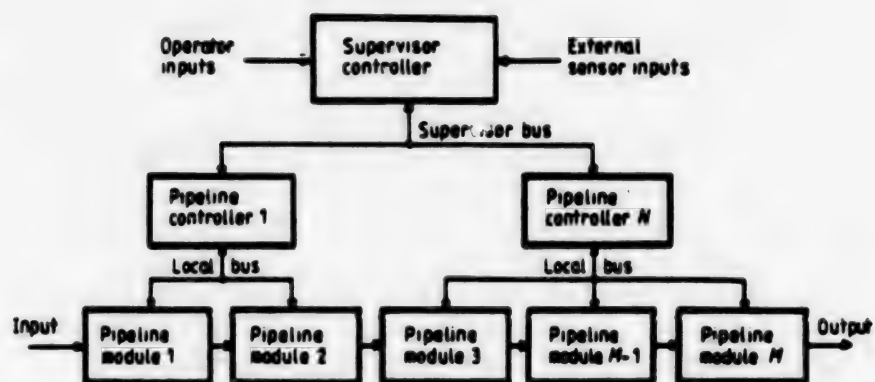 Operator
inputs
Supervisor
controller
External
sensor inputs
Supervisor bus
Pipeline
controller 1
Pipeline
controller N
Local bus
Local bus
Input
Pipeline
module 1
Pipeline
module 2
Pipeline
module 3
Pipeline
module M-1
Pipeline
module M
Output